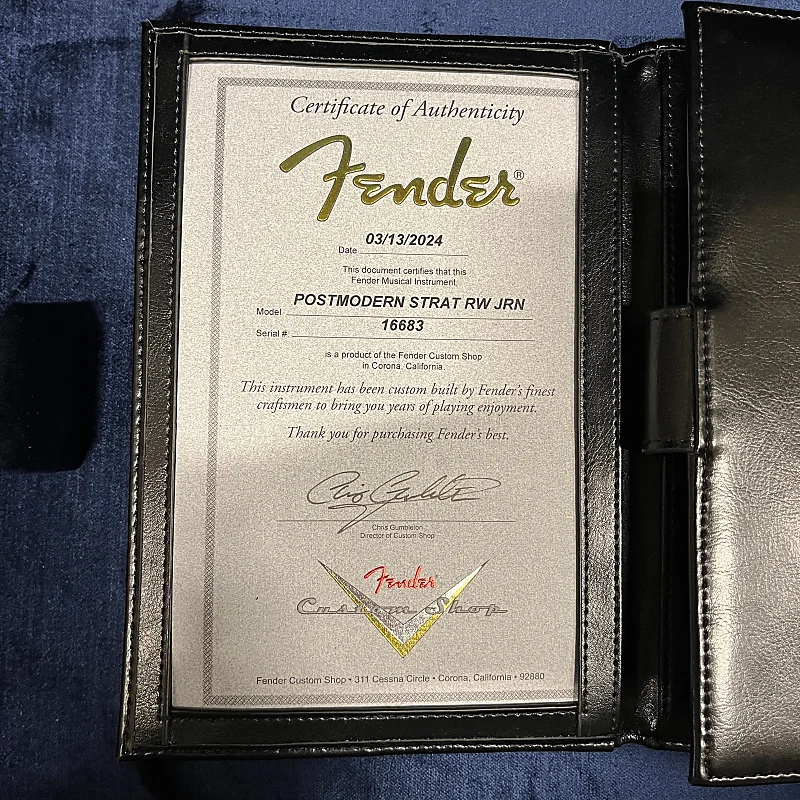 Certificate of Authenticity
Fender®
03/13/2024
Date
This document certifies that this
Fender Musical Instrument,
POSTMODERN STRAT RW JRN
Model
16683
Serial #:
is a product of the Fender Custom Shop
in Corona, California.
This instrument has been custom built by Fender's finest
craftsmen to bring you years of playing enjoyment.
Thank you for purchasing Fender's best.
Chris Gumbleton
Director of Custom Shop
Fender
Custom Shop
Fender Custom Shop • 311 Cessna Circle • Corona, California • 92880